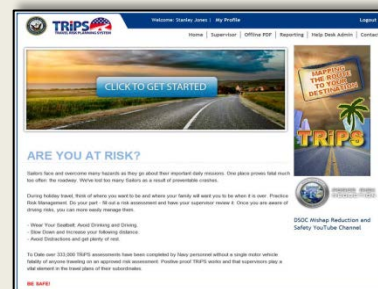 TRiPS
TRAVEL RISK PLANNING SYSTEM
Welcome: Stanley Jones | My Profile
Logout
Home | Supervisor | Offline PDF | Reporting | Help Desk Admin | Contact
CLICK TO GET STARTED
MAPPING
THE ROUTE
TO YOUR
DESTINATION
TRiPS
ARE YOU AT RISK?
Sailors face and overcome many hazards as they go about their important daily missions. One place proves fatal much
too often: the roadway. We've lost too many Sailors as a result of preventable crashes.
During holiday travel, think of where you want to be and where your family will want you to be when it is over. Practice
Risk Management. Do your part - fill out a risk assessment and have your supervisor review it. Once you are aware of
driving risks, you can more easily manage them.
- Wear Your Seatbelt. Avoid Drinking and Driving.
- Slow Down and Increase your following distance.
- Avoid Distractions and get plenty of rest.
DSOC Mishap Reduction and
Safety YouTube Channel
To Date over 333,000 TRiPS assessments have been completed by Navy personnel without a single motor vehicle
fatality of anyone traveling on an approved risk assessment. Positive proof TRiPS works and that supervisors play a
vital element in the travel plans of their subordinates.
BE SAFE!